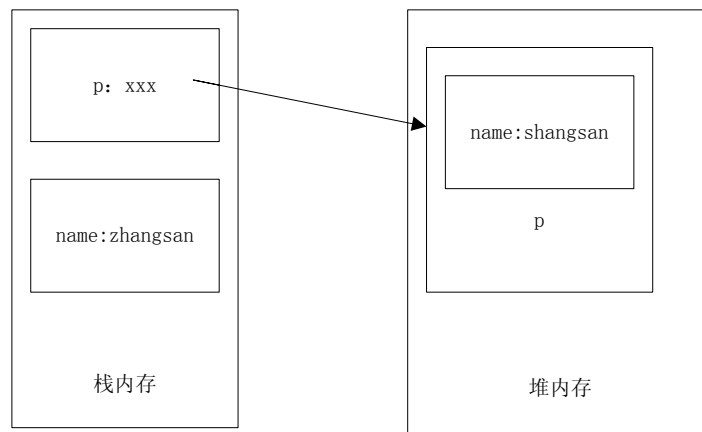 p：xxx
name:zhangsan
栈内存
name:shangsan
p
堆内存